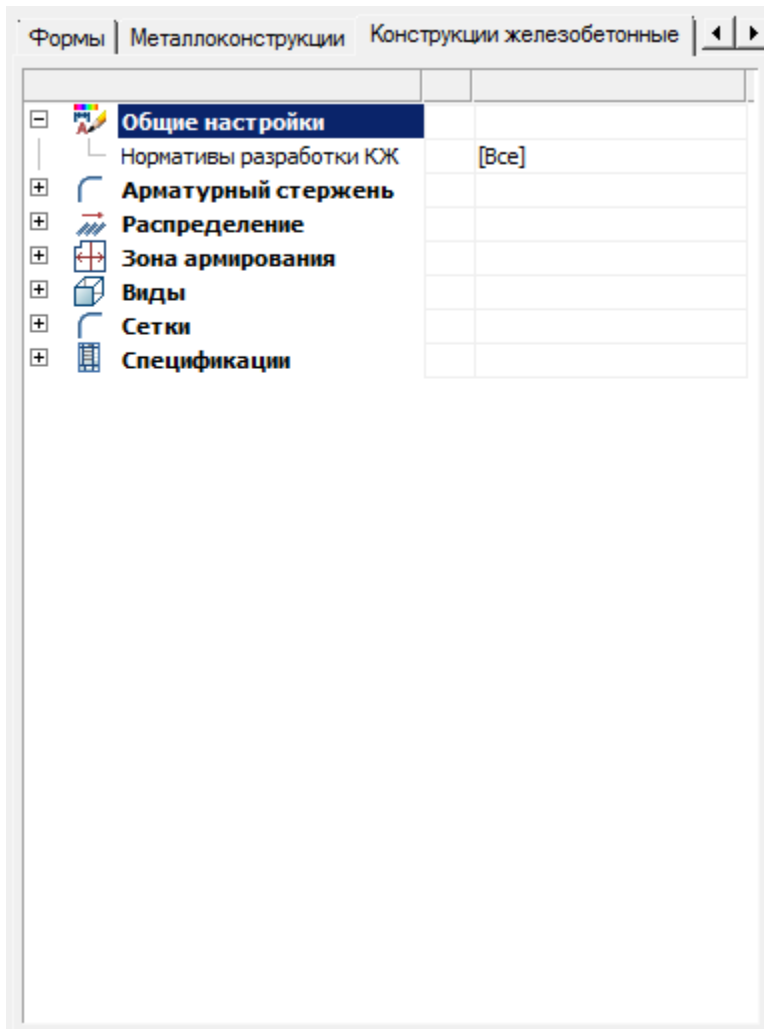 Формы Металлоконструкции Конструкции железобетонные
Общие настройки
Нормативы разработки КЖ [Все]
Арматурный стержень
Распределение
Зона армирования
Виды
Сетки
Спецификации